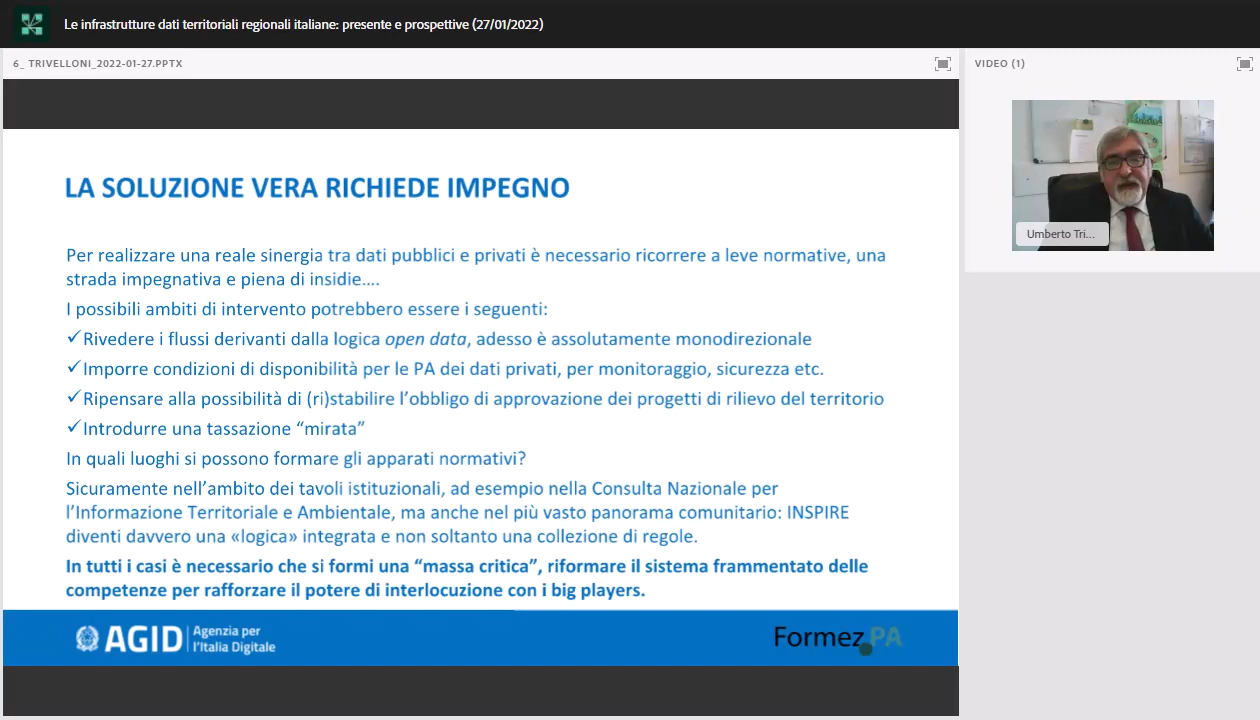 Le infrastrutture dati territoriali regionali italiane: presente e prospettive (27/01/2022)
6_ TRIVELLONI_2022-01-27.PPTX
VIDEO (1)
LA SOLUZIONE VERA RICHIEDE IMPEGNO
Per realizzare una reale sinergia tra dati pubblici e privati è necessario ricorrere a leve normative, una
strada impegnativa e piena di insidie....
I possibili ambiti di intervento potrebbero essere i seguenti:
✓Rivedere i flussi derivanti dalla logica open data, adesso è assolutamente monodirezionale
✓Imporre condizioni di disponibilità per le PA dei dati privati, per monitoraggio, sicurezza etc.
✓Ripensare alla possibilità di (ri)stabilire l’obbligo di approvazione dei progetti di rilievo del territorio
✓Introdurre una tassazione “mirata”
In quali luoghi si possono formare gli apparati normativi?
Sicuramente nell’ambito dei tavoli istituzionali, ad esempio nella Consulta Nazionale per
l’Informazione Territoriale e Ambientale, ma anche nel più vasto panorama comunitario: INSPIRE
diventi davvero una «logica» integrata e non soltanto una collezione di regole.
In tutti i casi è necessario che si formi una “massa critica”, riformare il sistema frammentato delle
competenze per rafforzare il potere di interlocuzione con i big players.
AGID
Agenzia per
l’Italia Digitale
Formez PA
Umberto Tri...